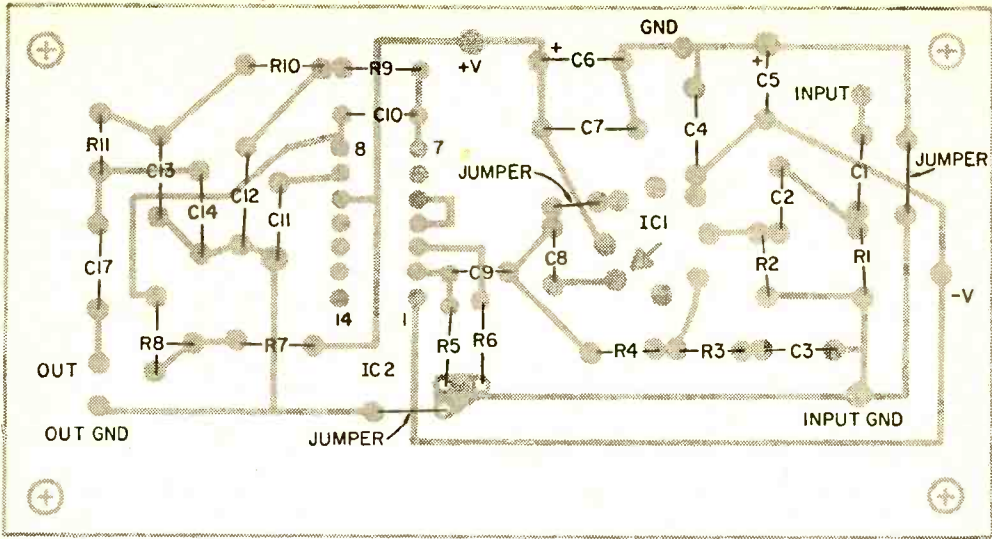 GND
+V
+
C6
R10
R9
+
C5
INPUT
C10
R11
C7
C4
C1
8
7
C13
JUMPER
JUMPER
C12
C2
C14
C11
IC1
C8
R2
R1
C17
C9
-V
14
1
R8
R7
R5
R6
R4
R3
C3
OUT
IC2
INPUT GND
OUT GND
JUMPER